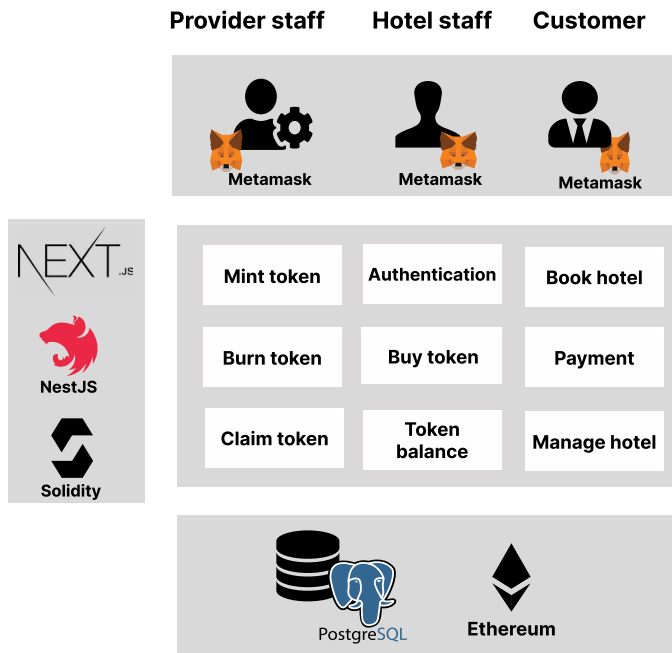 Provider staff
Hotel staff
Customer
Metamask
Metamask
Metamask
NEXT.JS
NestJS
Solidity
Mint token
Authentication
Book hotel
Burn token
Buy token
Payment
Claim token
Token
balance
Manage hotel
PostgreSQL
Ethereum